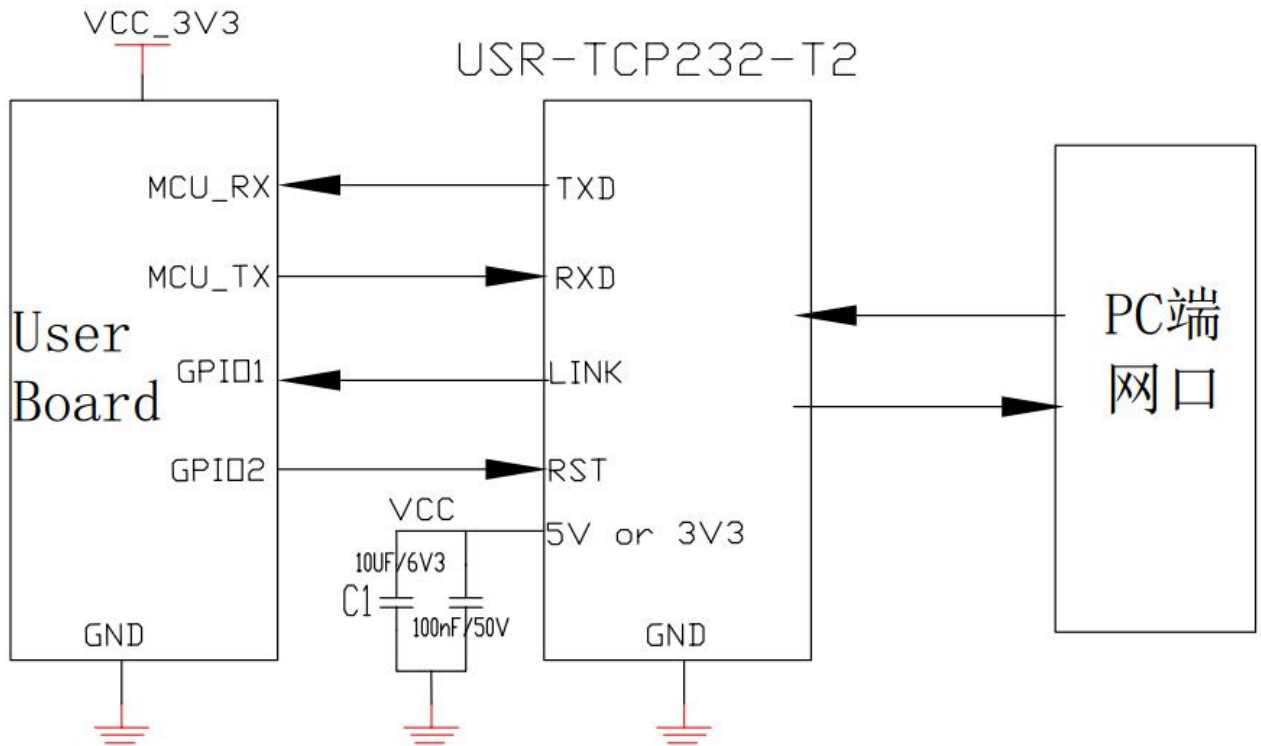 VCC_3V3
USR-TCP232-T2
MCU_RX
TXD
MCU_TX
RXD
User
Board
GPIO1
LINK
GPIO2
RST
PC端
网口
VCC
5V or 3V3
10UF/6V3
C1
100nF/50V
GND
GND